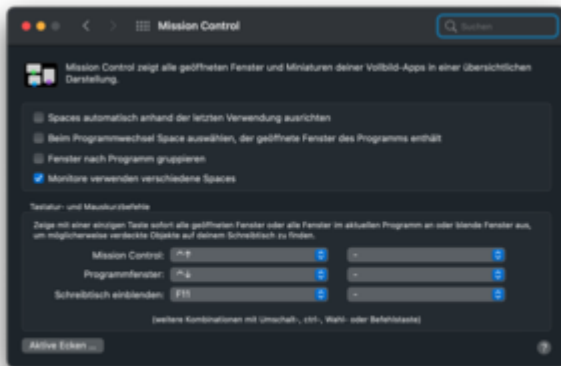 Mission Control
Suchen
Mission Control zeigt alle geöffneten Fenster und Miniaturen deiner Vollbild-Apps in einer übersichtlichen
Darstellung.
Spaces automatisch anhand der letzten Verwendung ausrichten
Beim Programmwechsel Space auswählen, der geöffnete Fenster des Programms enthält
Fenster nach Programm gruppieren
Monitore verwenden verschiedene Spaces
Tastatur- und Mauskurzbefehle
Zeige mit einer einzigen Taste sofort alle geöffneten Fenster oder alle Fenster im aktuellen Programm an oder blende Fenster aus,
um möglicherweise verdeckte Objekte auf deinem Schreibtisch zu finden.
Mission Control: ^↑ -
Programmfenster: ^↓ -
Schreibtisch einblenden: F11 -
(weitere Kombinationen mit Umschalt-, ctrl-, Wahl- oder Befehlstaste)
Aktive Ecken ... ?